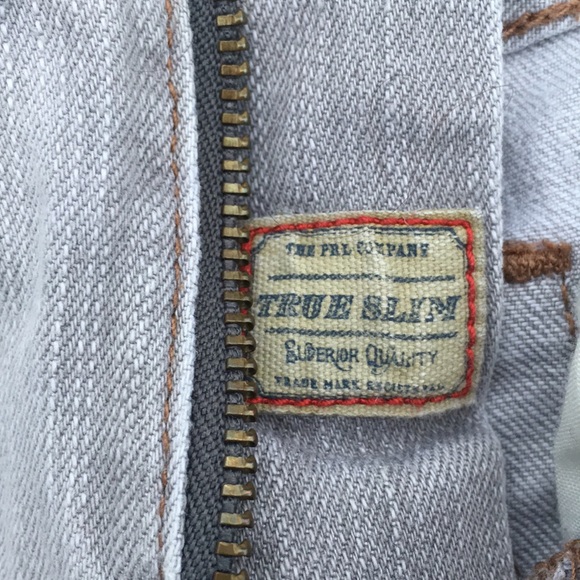 THE PRL COMPANY
TRUE SLIM
SUPERIOR QUALITY
TRADE MARK REGISTERED